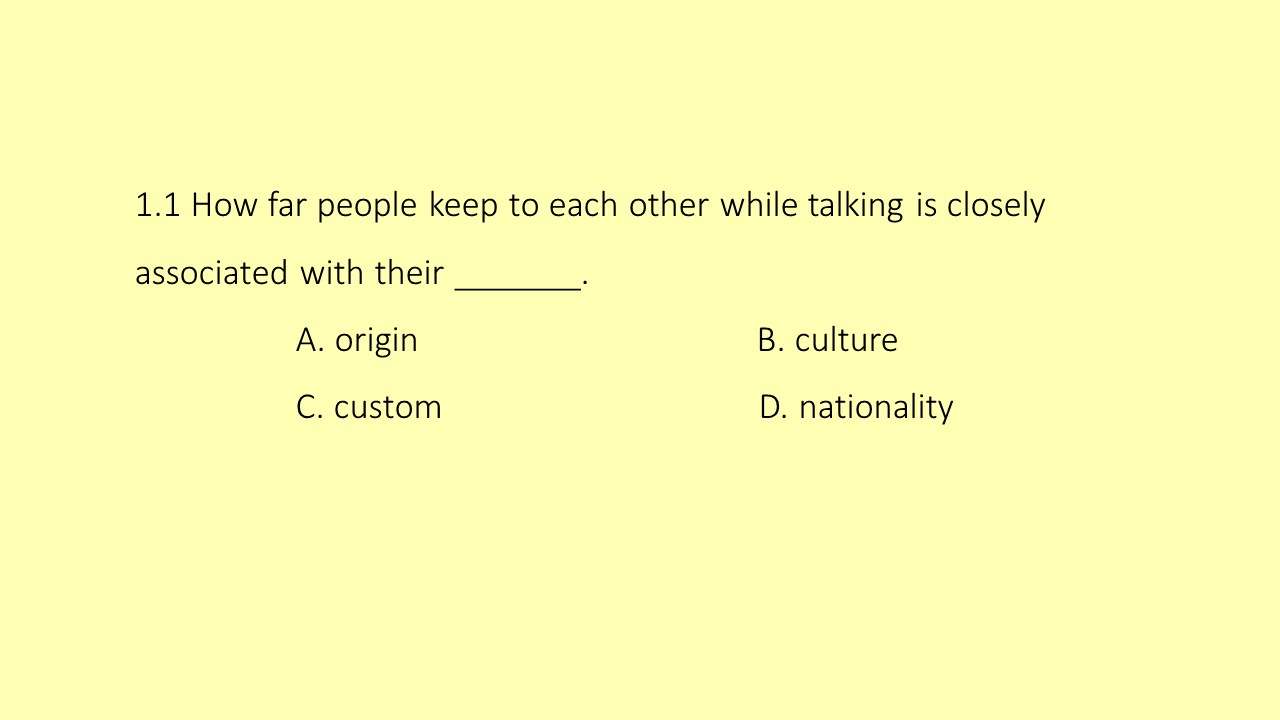 1.1 How far people keep to each other while talking is closely
associated with their _______.
A. origin B. culture
C. custom D. nationality